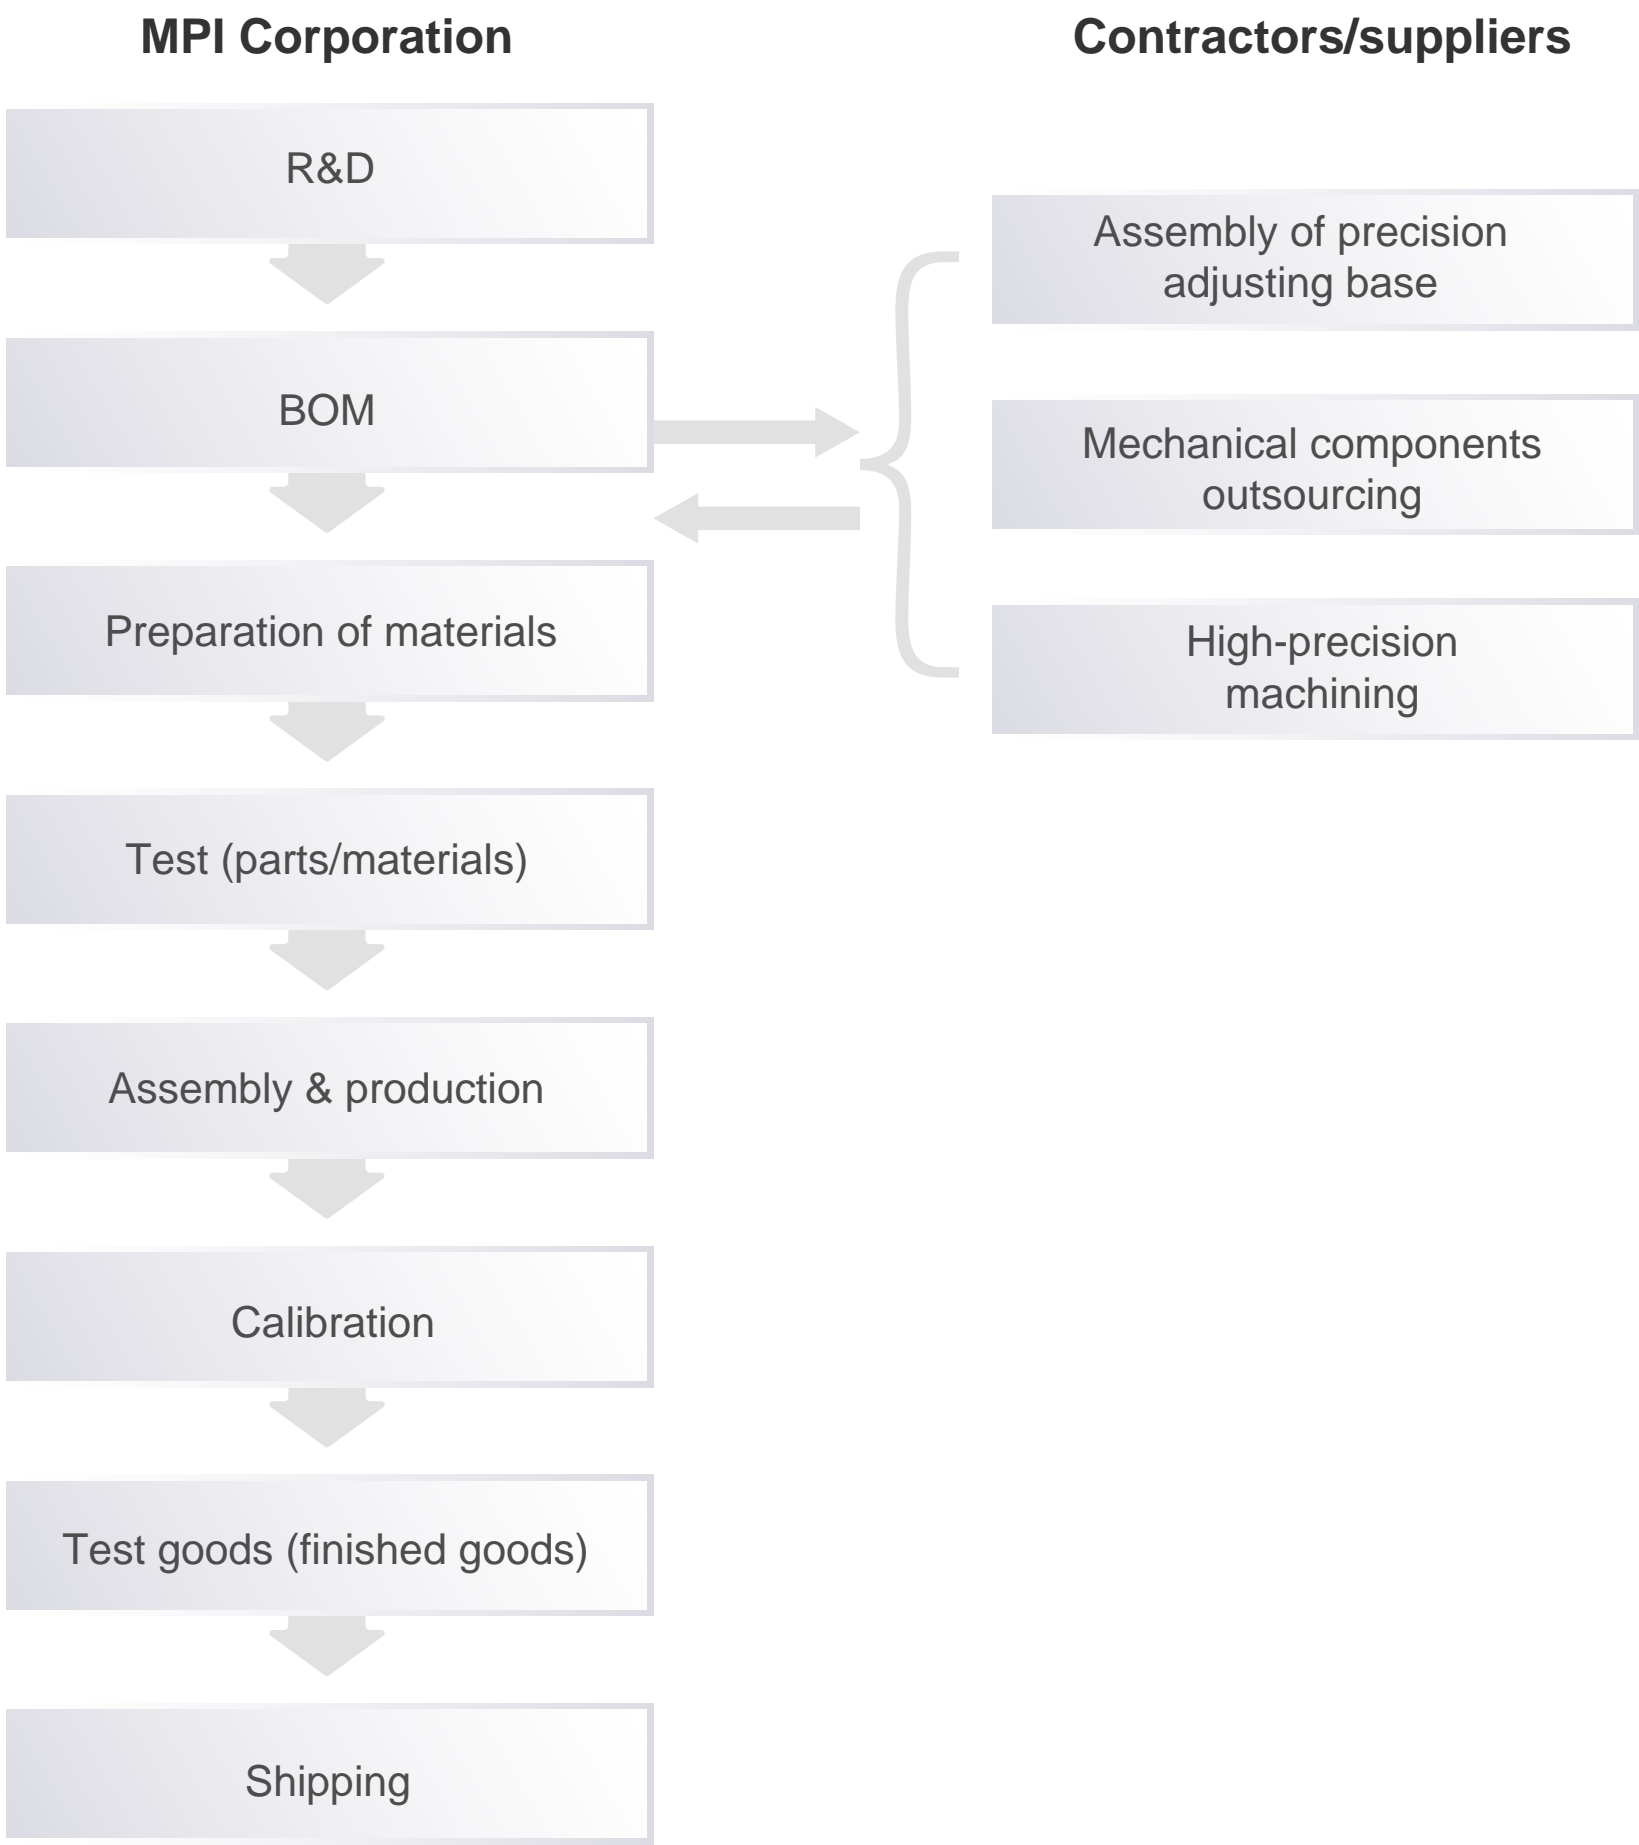 MPI Corporation
R&D
BOM
Preparation of materials
Test (parts/materials)
Assembly & production
Calibration
Test goods (finished goods)
Shipping
Contractors/suppliers
Assembly of precision
adjusting base
Mechanical components
outsourcing
High-precision
machining